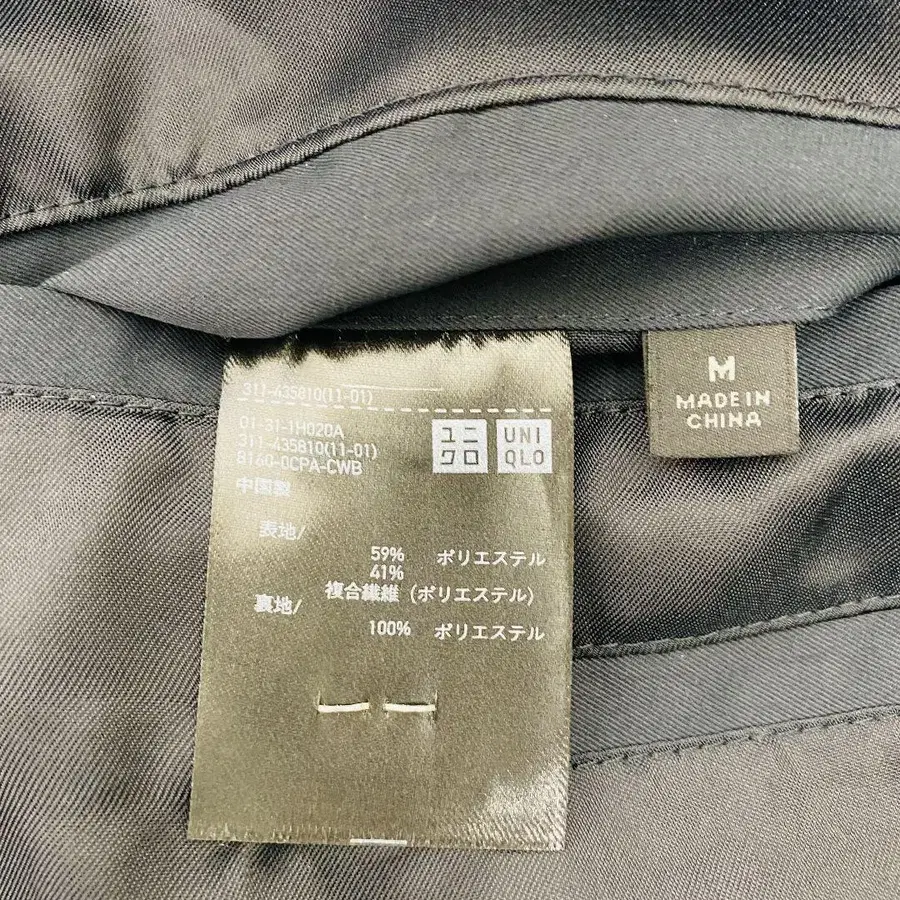 311-435810(11-01)
01-31-1H020A
311-435810(11-01)
8160-0CPA-CWB
中国製
ユニ
クロ
UNI
QLO
表地/
59% ポリエステル
41%
複合繊維 (ポリエステル)
裏地/
100% ポリエステル
M
MADE IN
CHINA